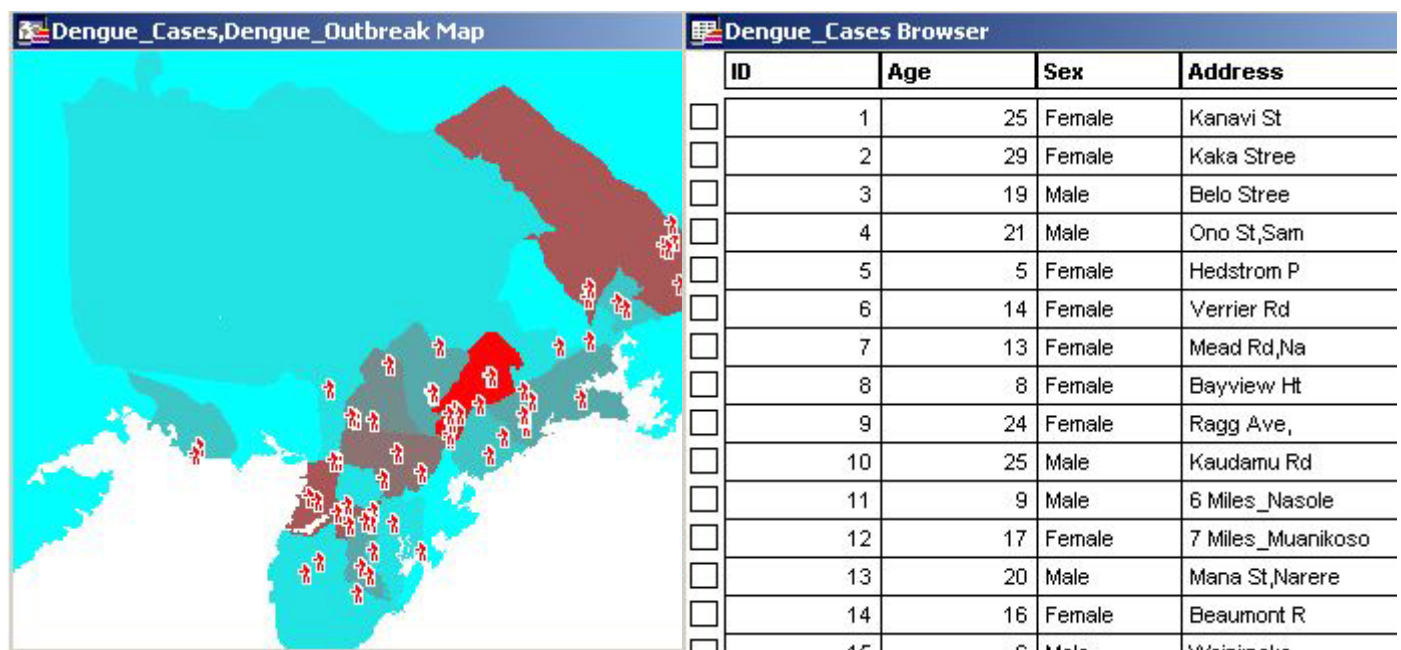 Dengue_Cases,Dengue_Outbreak Map
Dengue_Cases Browser
ID Age Sex Address
1 25 Female Kanavi St
2 29 Female Kaka Stree
3 19 Male Belo Stree
4 21 Male Ono St,Sam
5 5 Female Hedstrom P
6 14 Female Verrier Rd
7 13 Female Mead Rd,Na
8 8 Female Bayview Ht
9 24 Female Ragg Ave,
10 25 Male Kaudamu Rd
11 9 Male 6 Miles_Nasole
12 17 Female 7 Miles_Muanikoso
13 20 Male Mana St,Narere
14 16 Female Beaumont R
15 Male